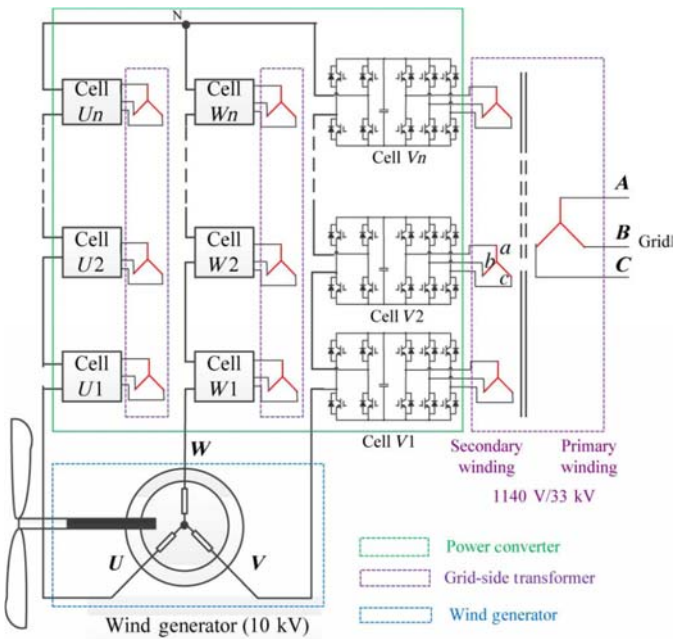 N
Cell
Un
Cell
Wn
Cell Vn
A
Cell
U2
Cell
W2
a
b
c
B
Grid
C
Cell V2
Cell
U1
Cell
W1
Cell V1
W
Secondary
winding
Primary
winding
1140 V/33 kV
U
V
Power converter
Grid-side transformer
Wind generator
Wind generator (10 kV)